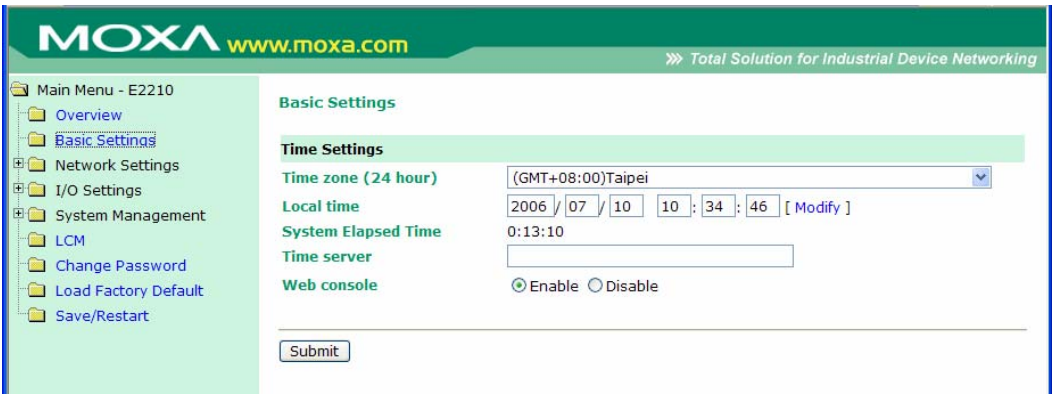 MOXA www.moxa.com
Total Solution for Industrial Device Networking
Main Menu - E2210
Overview
Basic Settings
Network Settings
I/O Settings
System Management
LCM
Change Password
Load Factory Default
Save/Restart
Basic Settings
Time Settings
Time zone (24 hour) (GMT+08:00)Taipei
Local time 2006 / 07 / 10 10 : 34 : 46 [ Modify ]
System Elapsed Time 0:13:10
Time server
Web console Enable Disable
Submit